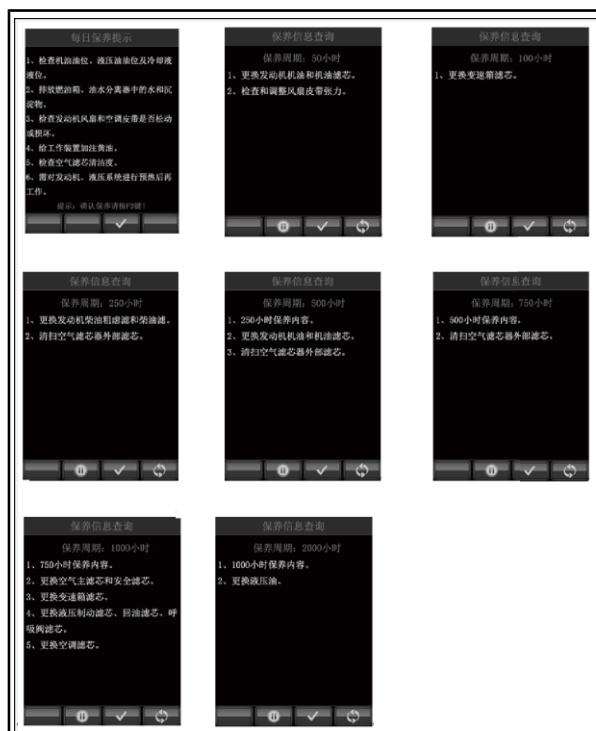 每日保养提示
1、检查机油油位、液压油油位及冷却液
液位。
2、排放燃油箱、油水分离器中的水和沉
淀物。
3、检查发动机风扇和空调皮带是否松动
或损坏。
4、给工作装置加注黄油。
5、检查空气滤芯清洁度。
6、需对发动机、液压系统进行预热后再
工作。
提示：确认保养请按F3键！
保养信息查询
保养周期：50小时
1、更换发动机机油和机油滤芯。
2、检查和调整风扇皮带张力。
保养信息查询
保养周期：100小时
1、更换变速箱滤芯。
保养信息查询
保养周期：250小时
1、更换发动机柴油粗虑滤和柴油滤。
2、清扫空气滤芯器外部滤芯。
保养信息查询
保养周期：500小时
1、250小时保养内容。
2、更换发动机机油和机油滤芯。
3、清扫空气滤芯器外部滤芯。
保养信息查询
保养周期：750小时
1、500小时保养内容。
2、清扫空气滤芯器外部滤芯。
保养信息查询
保养周期：1000小时
1、750小时保养内容。
2、更换空气主滤芯和安全滤芯。
3、更换变速箱滤芯。
4、更换液压制动滤芯、回油滤芯、呼
吸阀滤芯。
5、更换空调滤芯。
保养信息查询
保养周期：2000小时
1、1000小时保养内容。
2、更换液压油。